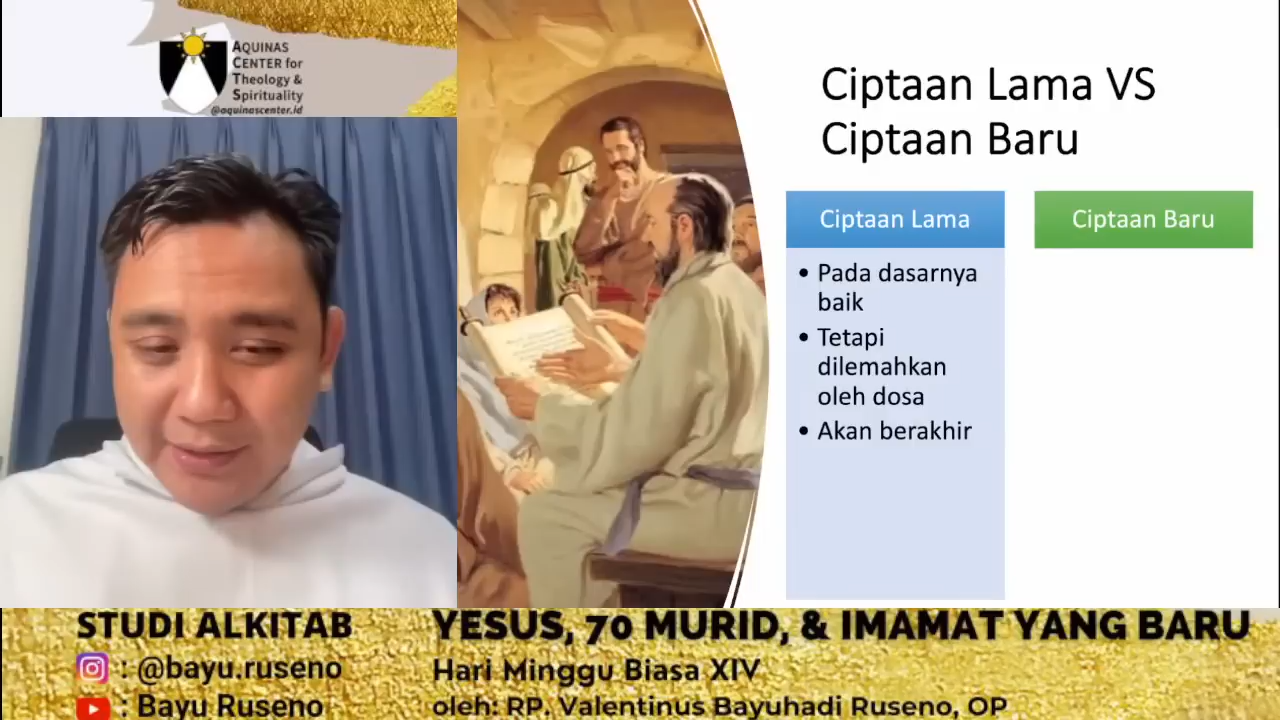 AQUINAS
CENTER for
Theology &
Spirituality
@aquinascenter.id
Ciptaan Lama VS
Ciptaan Baru
Ciptaan Lama
• Pada dasarnya
baik
• Tetapi
dilemahkan
oleh dosa
• Akan berakhir
Ciptaan Baru
STUDI ALKITAB
: @bayu.ruseno
: Bayu Ruseno
YESUS, 70 MURID, & IMAMAT YANG BARU
Hari Minggu Biasa XIV
oleh: RP. Valentinus Bayuhadi Ruseno, OP